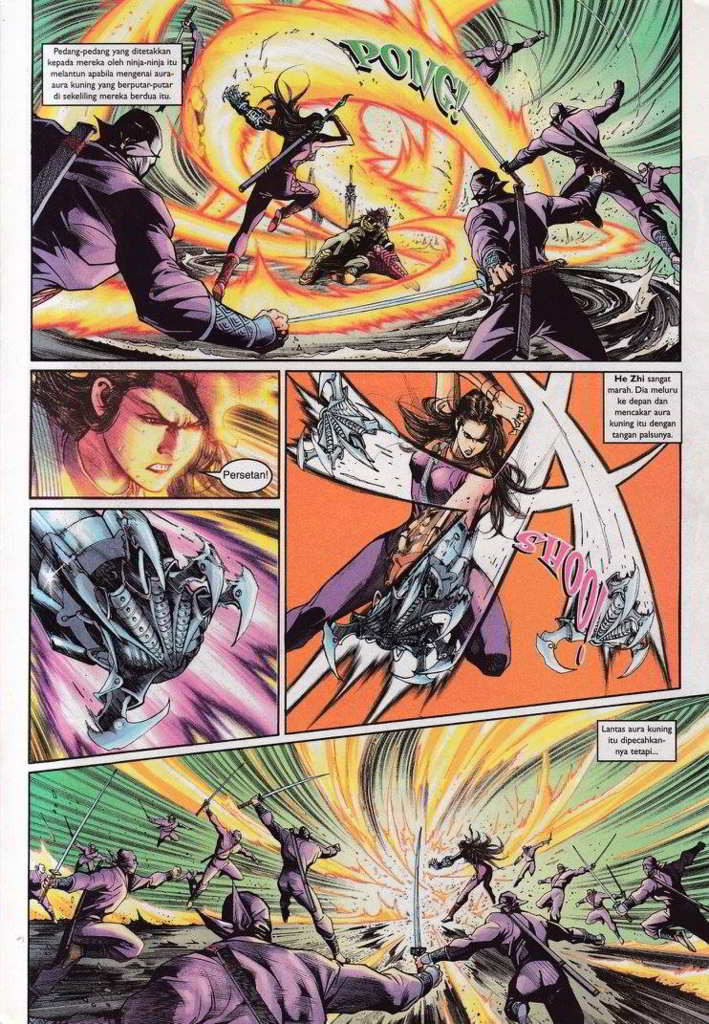 Pedang-pedang yang ditetakkan
kepada mereka oleh ninja-ninja itu
melantun apabila mengenai aura-
aura kuning yang berputar-putar
di sekeliling mereka berdua itu.
PONG!
Persetan!
He Zhi sangat
marah. Dia meluru
ke depan dan
mencakar aura
kuning itu dengan
tangan palsunya.
SHOO!
Lantas aura kuning
itu dipecahkan-
nya tetapi...